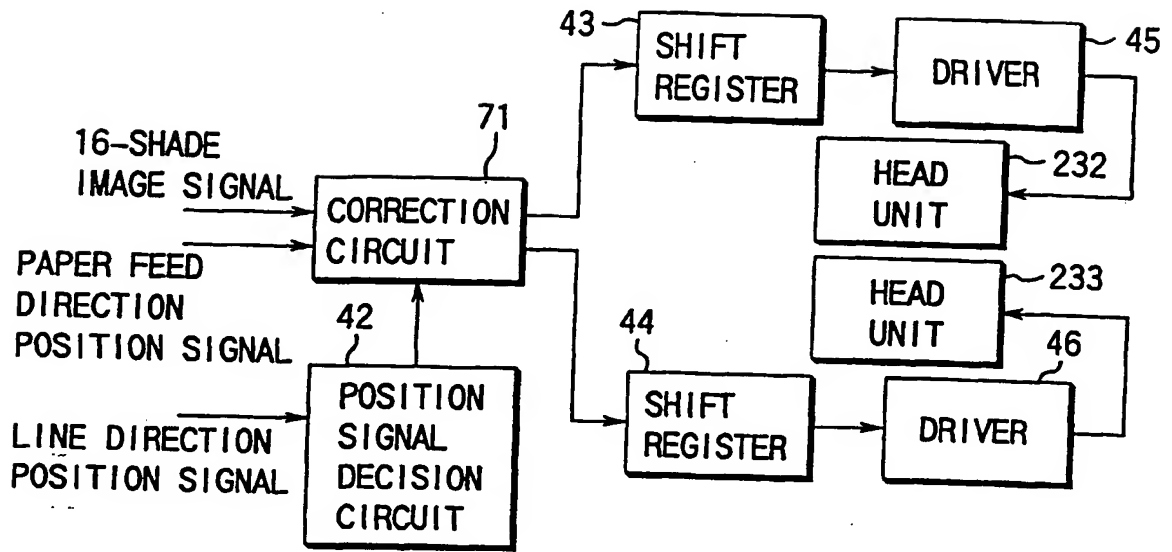 43
SHIFT
REGISTER
45
DRIVER
16-SHADE
IMAGE SIGNAL
71
CORRECTION
CIRCUIT
HEAD
UNIT
232
PAPER FEED
DIRECTION
POSITION SIGNAL
HEAD
UNIT
233
42
POSITION
SIGNAL
DECISION
CIRCUIT
44
SHIFT
REGISTER
46
DRIVER
LINE DIRECTION
POSITION SIGNAL